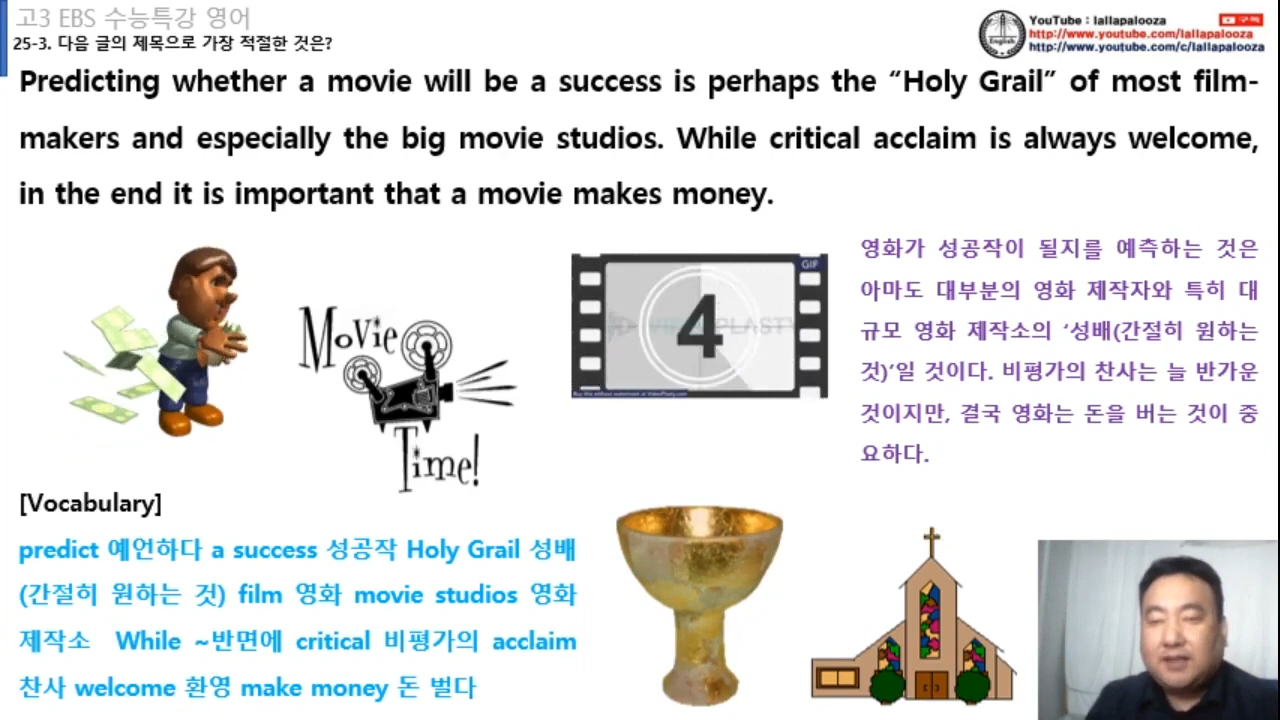 고3 EBS 수능특강 영어
25-3. 다음 글의 제목으로 가장 적절한 것은?
English
YouTube : lallapalooza
구독
http://www.youtube.com/lallapalooza
http://www.youtube.com/c/lallapalooza
Predicting whether a movie will be a success is perhaps the “Holy Grail” of most film-
makers and especially the big movie studios. While critical acclaim is always welcome,
in the end it is important that a movie makes money.
Movie
Time!
GIF
4
Buy this without watermark at VideoPlasty.com
영화가 성공작이 될지를 예측하는 것은
아마도 대부분의 영화 제작자와 특히 대
규모 영화 제작소의 ‘성배(간절히 원하는
것)’일 것이다. 비평가의 찬사는 늘 반가운
것이지만, 결국 영화는 돈을 버는 것이 중
요하다.
[Vocabulary]
predict 예언하다 a success 성공작 Holy Grail 성배
(간절히 원하는 것) film 영화 movie studios 영화
제작소 While ~반면에 critical 비평가의 acclaim
찬사 welcome 환영 make money 돈 벌다